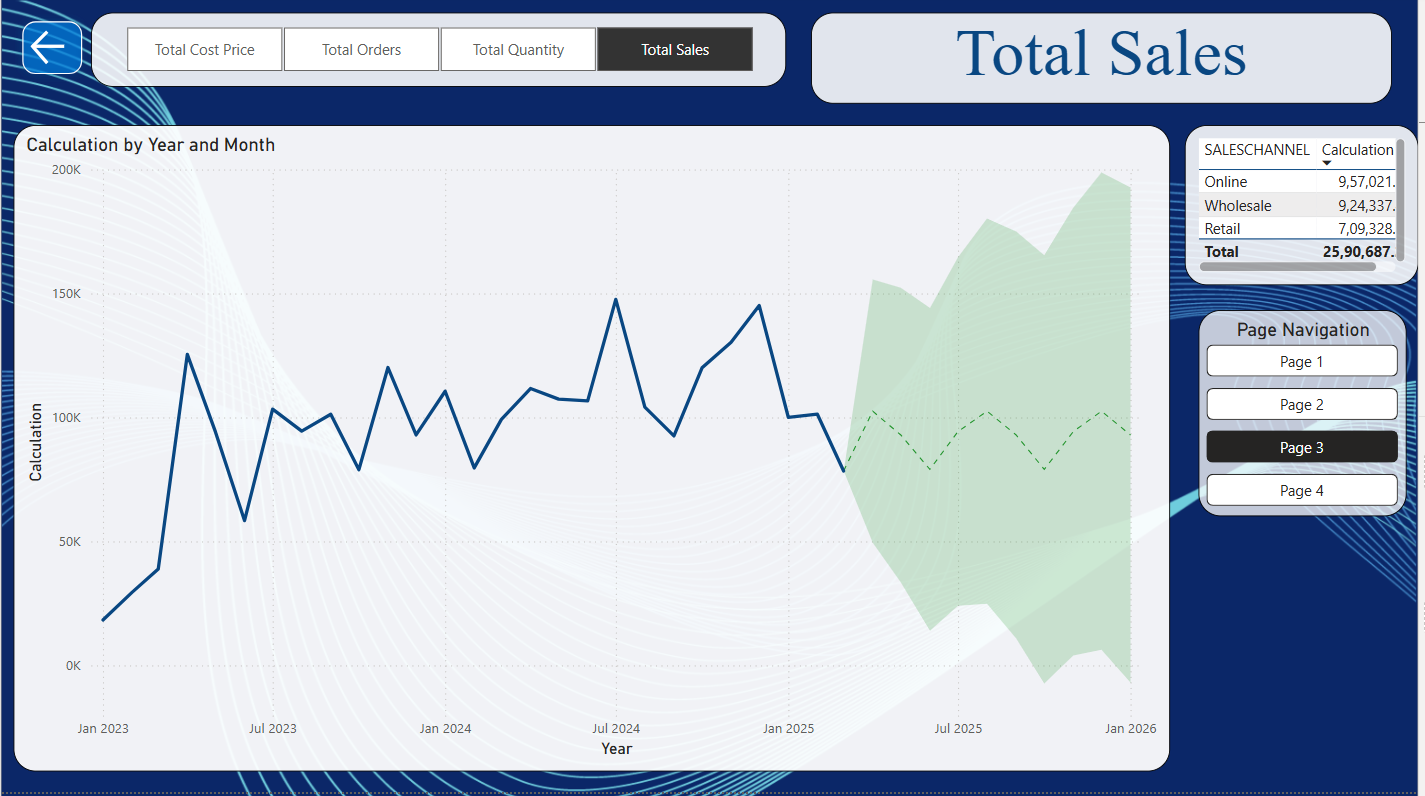 Total Cost Price
Total Orders
Total Quantity
Total Sales
Total Sales
Calculation by Year and Month
200K
150K
100K
50K
0K
Calculation
Jan 2023
Jul 2023
Jan 2024
Jul 2024
Jan 2025
Jul 2025
Jan 2026
Year
SALESCHANNEL Calculation
Online 9,57,021.
Wholesale 9,24,337.
Retail 7,09,328.
Total 25,90,687.
Page Navigation
Page 1
Page 2
Page 3
Page 4